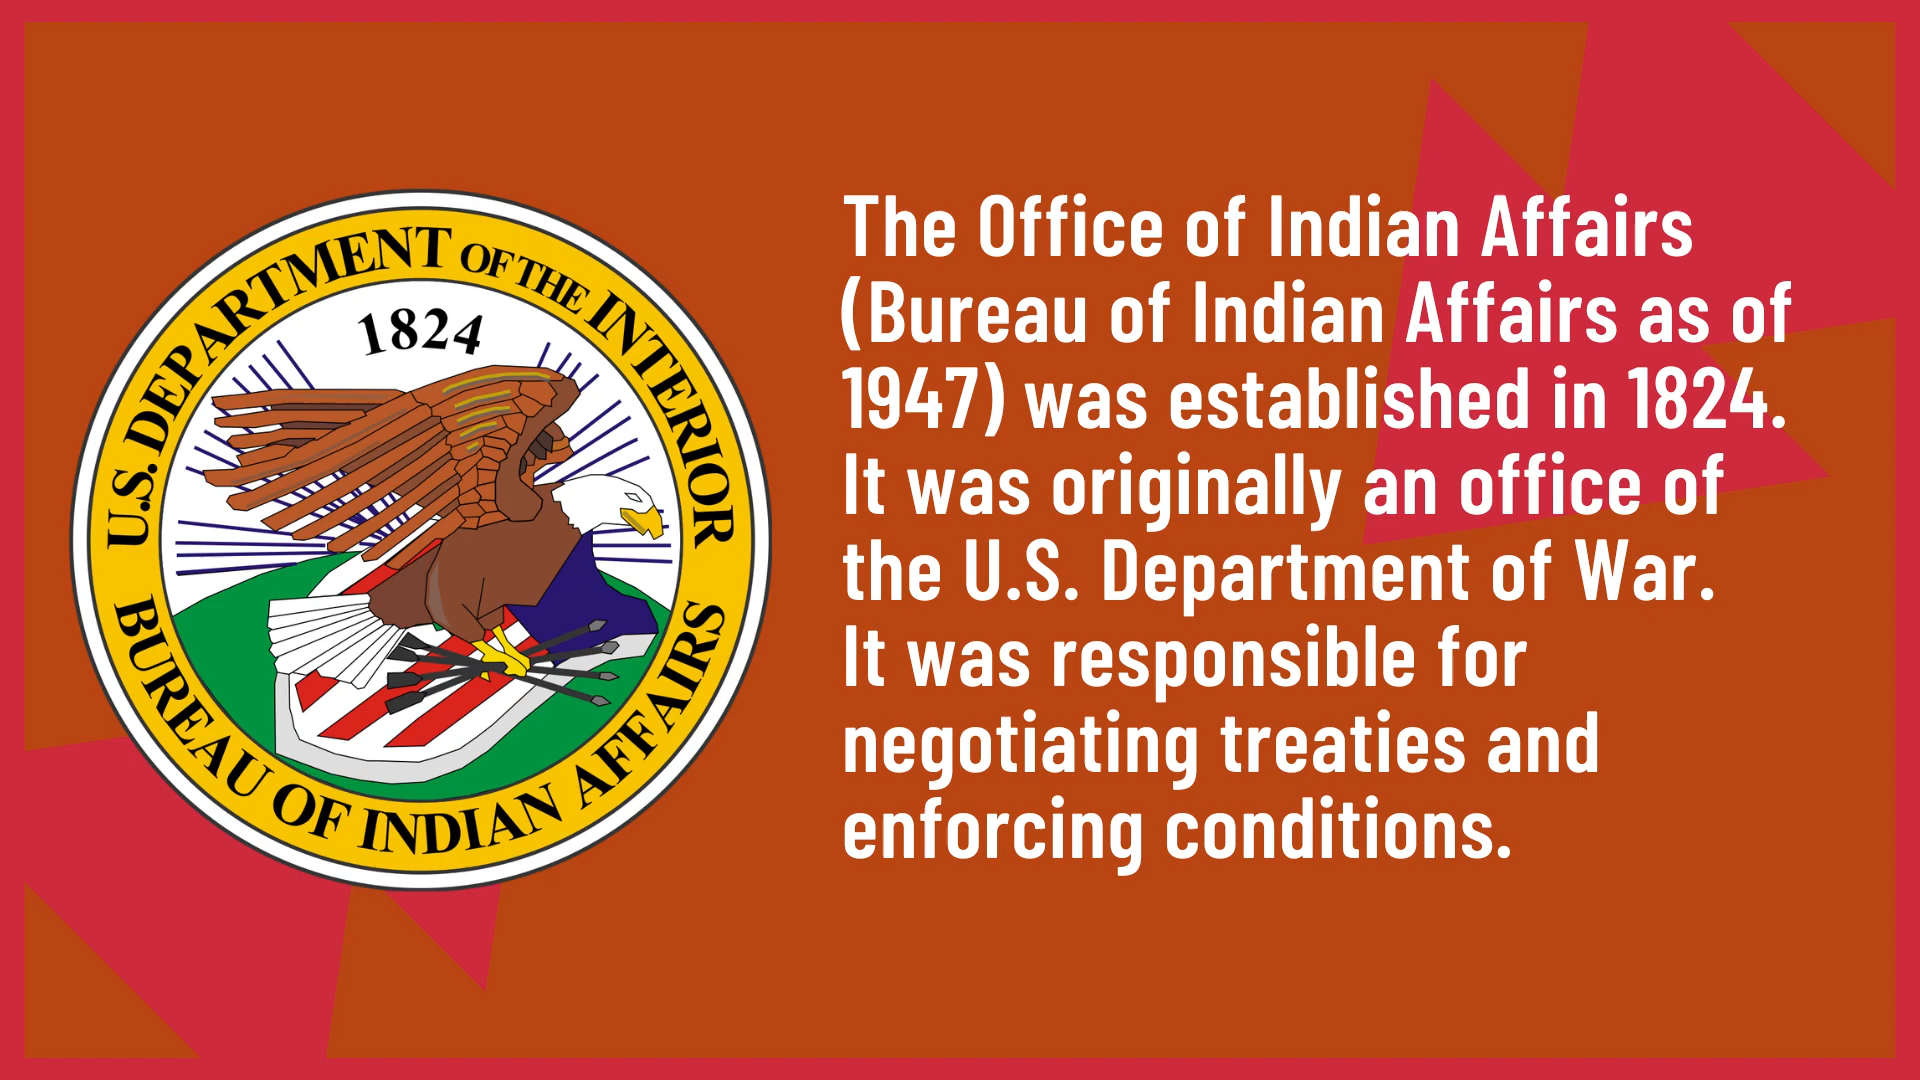 U.S. DEPARTMENT OF THE INTERIOR
1824
BUREAU OF INDIAN AFFAIRS
The Office of Indian Affairs
(Bureau of Indian Affairs as of
1947) was established in 1824.
It was originally an office of
the U.S. Department of War.
It was responsible for
negotiating treaties and
enforcing conditions.